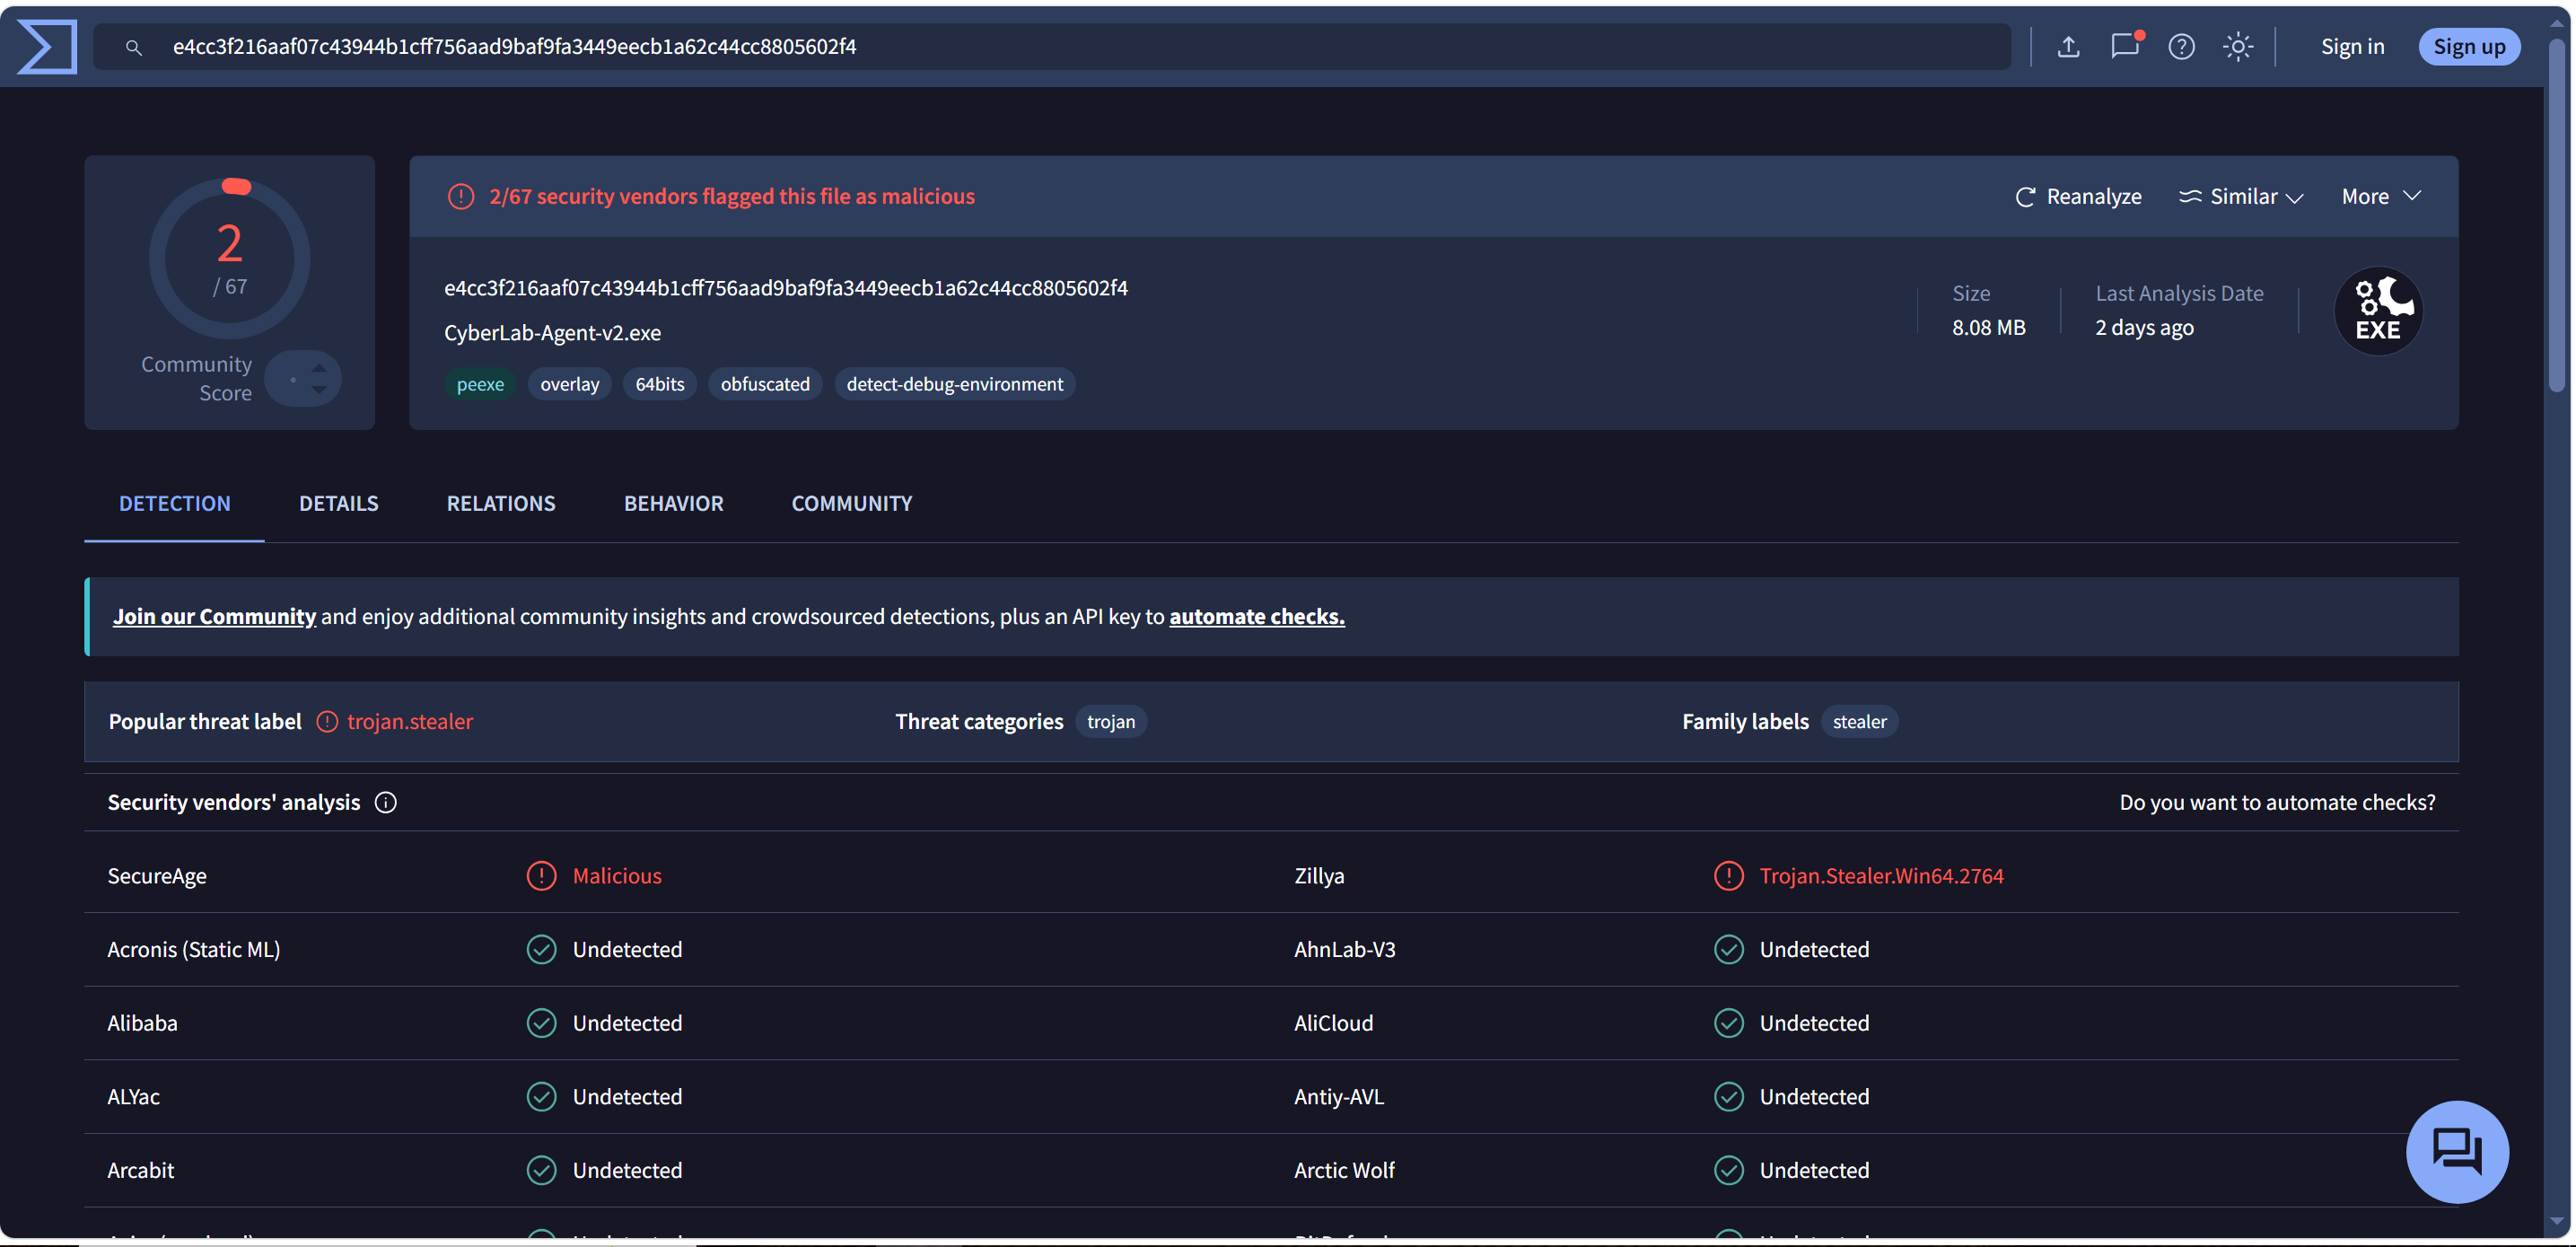 e4cc3f216aaf07c43944b1cff756aad9baf9fa3449eecb1a62c44cc8805602f4
Sign in
Sign up
2
/ 67
Community Score
2/67 security vendors flagged this file as malicious
Reanalyze
Similar
More
e4cc3f216aaf07c43944b1cff756aad9baf9fa3449eecb1a62c44cc8805602f4
CyberLab-Agent-v2.exe
peexe overlay 64bits obfuscated detect-debug-environment
Size
8.08 MB
Last Analysis Date
2 days ago
EXE
DETECTION DETAILS RELATIONS BEHAVIOR COMMUNITY
Join our Community and enjoy additional community insights and crowdsourced detections, plus an API key to automate checks.
Popular threat label trojan.stealer Threat categories trojan Family labels stealer
Security vendors' analysis Do you want to automate checks?
SecureAge Malicious Zillya Trojan.Stealer.Win64.2764
Acronis (Static ML) Undetected AhnLab-V3 Undetected
Alibaba Undetected AliCloud Undetected
ALYac Undetected Antiy-AVL Undetected
Arcabit Undetected Arctic Wolf Undetected